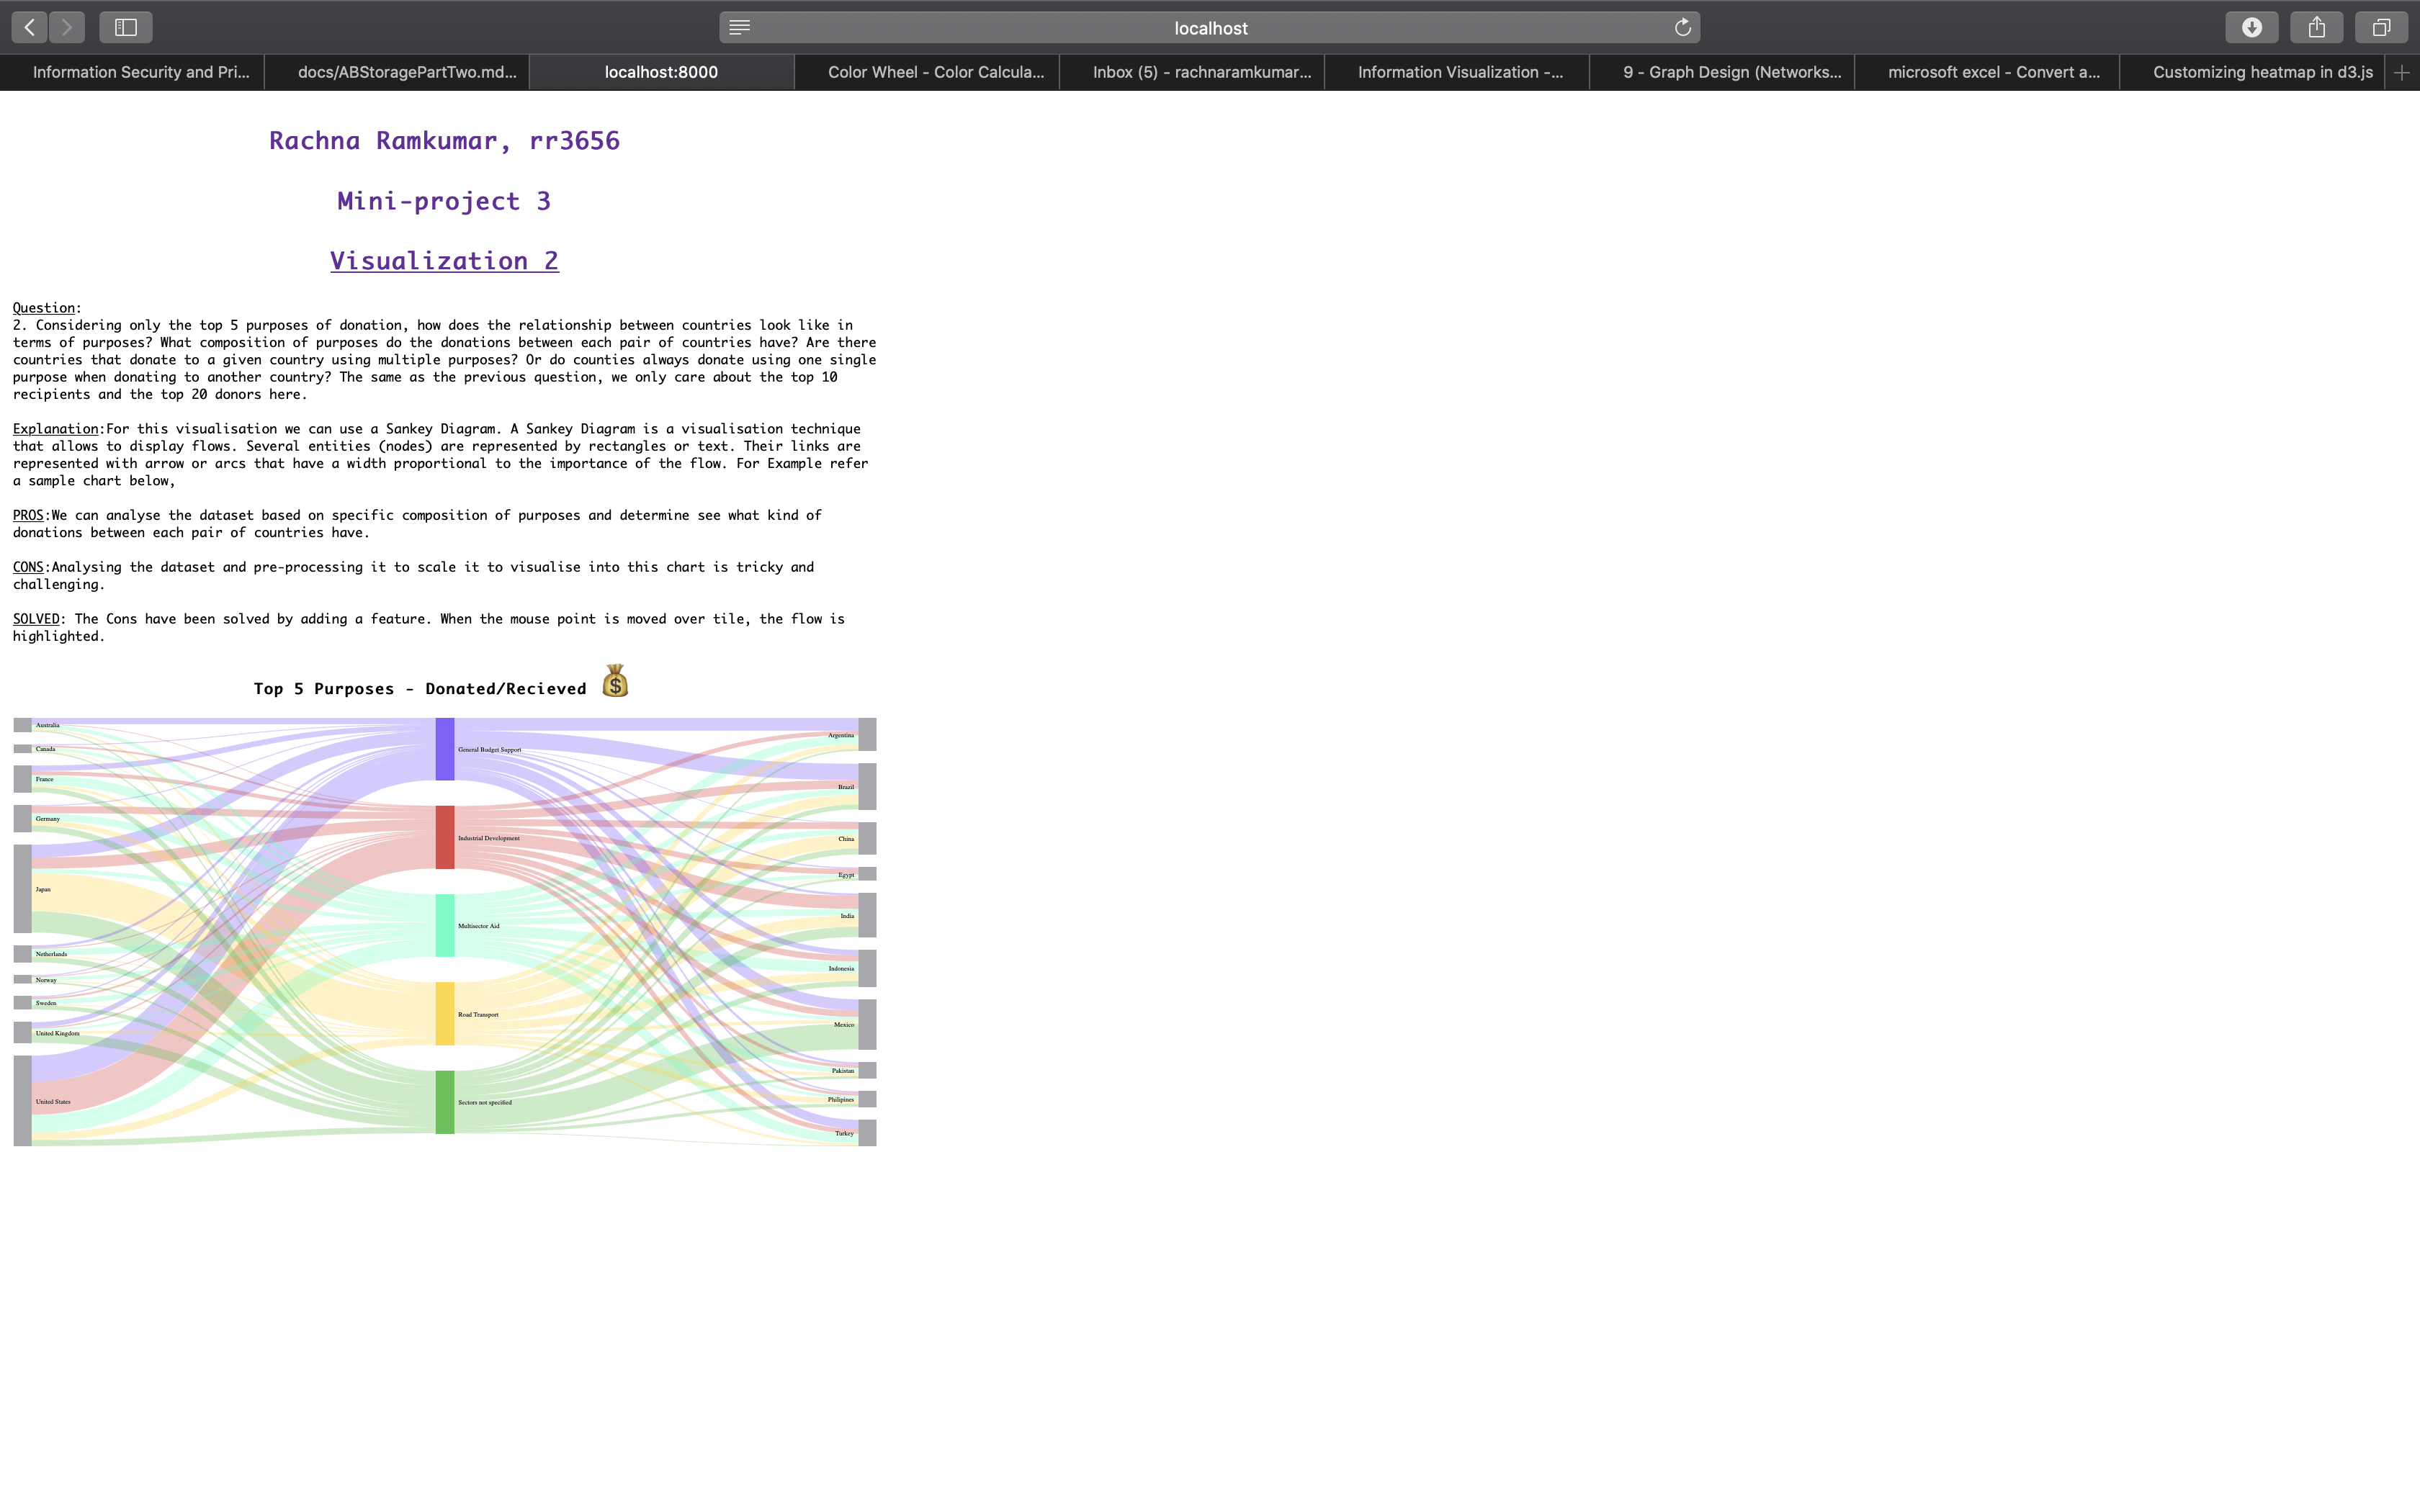 localhost
Information Security and Pri...
docs/ABStoragePartTwo.md...
localhost:8000
Color Wheel - Color Calcula...
Inbox (5) - rachnaramkumar...
Information Visualization -...
9 - Graph Design (Networks...
microsoft excel - Convert a...
Customizing heatmap in d3.js
Rachna Ramkumar, rr3656
Mini-project 3
Visualization 2
Question:
2. Considering only the top 5 purposes of donation, how does the relationship between countries look like in
terms of purposes? What composition of purposes do the donations between each pair of countries have? Are there
countries that donate to a given country using multiple purposes? Or do counties always donate using one single
purpose when donating to another country? The same as the previous question, we only care about the top 10
recipients and the top 20 donors here.
Explanation:For this visualisation we can use a Sankey Diagram. A Sankey Diagram is a visualisation technique
that allows to display flows. Several entities (nodes) are represented by rectangles or text. Their links are
represented with arrow or arcs that have a width proportional to the importance of the flow. For Example refer
a sample chart below,
PROS:We can analyse the dataset based on specific composition of purposes and determine see what kind of
donations between each pair of countries have.
CONS:Analysing the dataset and pre-processing it to scale it to visualise into this chart is tricky and
challenging.
SOLVED: The Cons have been solved by adding a feature. When the mouse point is moved over tile, the flow is
highlighted.
Top 5 Purposes - Donated/Recieved 💰
Australia
Canada
France
Germany
Japan
Netherlands
Norway
Sweden
United Kingdom
United States
General Budget Support
Industrial Development
Multisector Aid
Road Transport
Sectors not specified
Argentina
Brazil
China
Egypt
India
Indonesia
Mexico
Pakistan
Philipines
Turkey